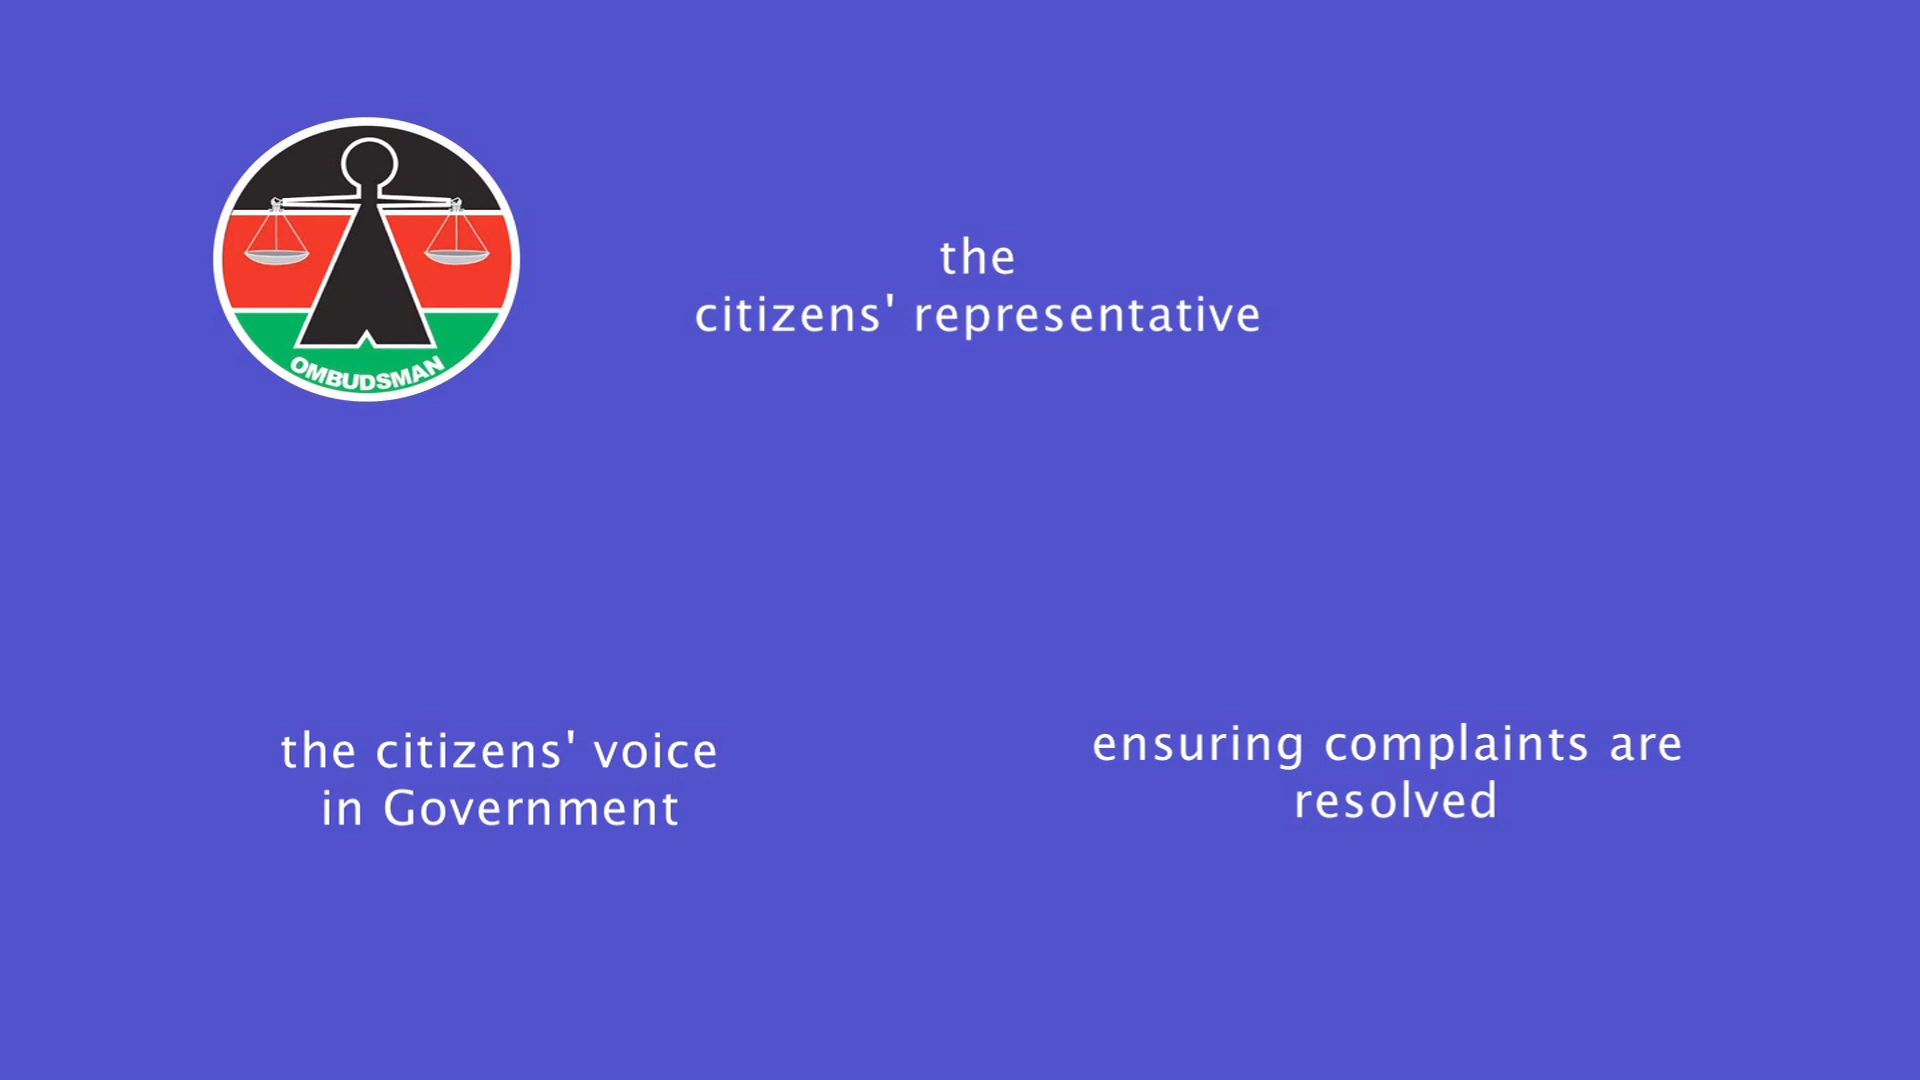 OMBUDSMAN
the
citizens' representative
the citizens' voice
in Government
ensuring complaints are
resolved